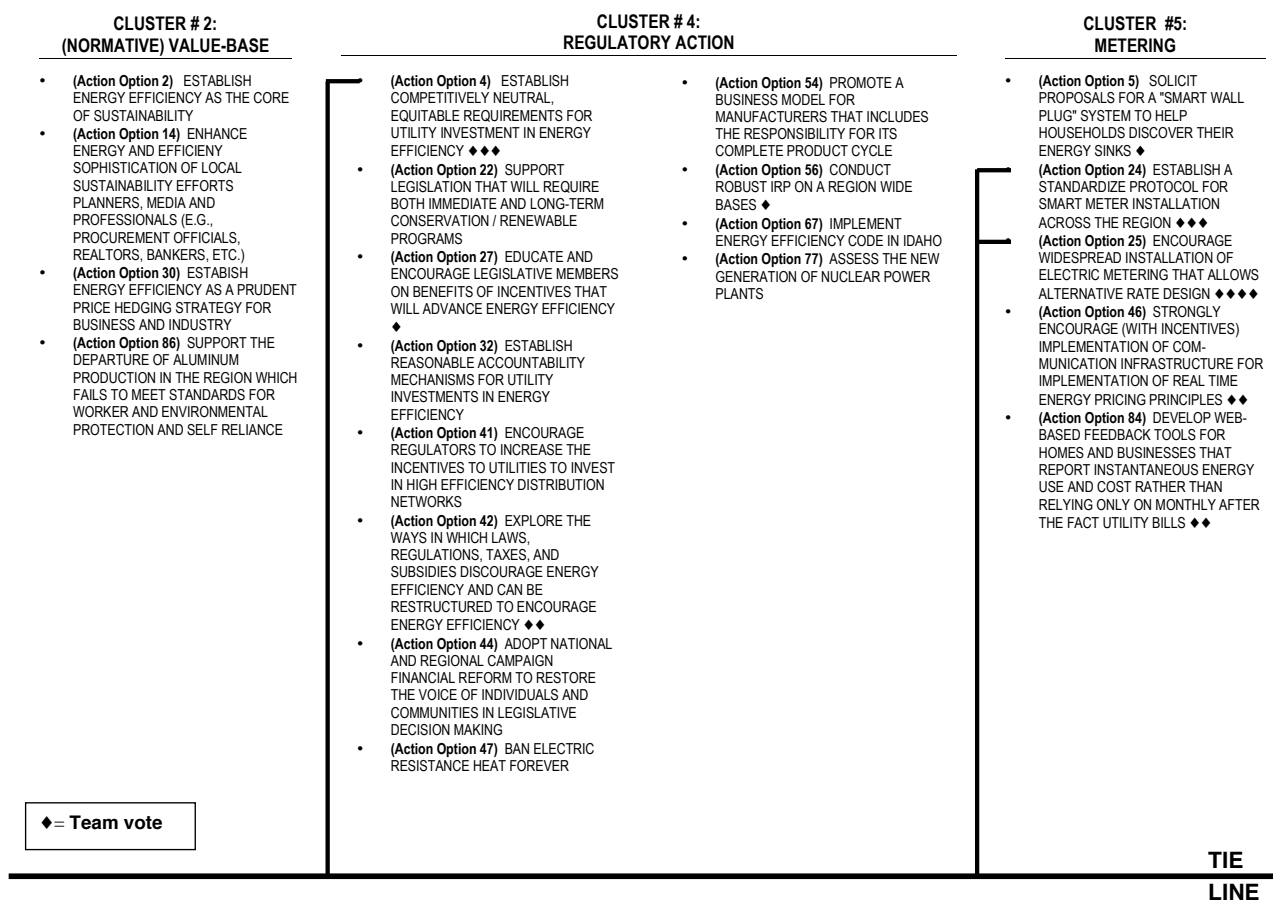 CLUSTER # 2:
(NORMATIVE) VALUE-BASE
• (Action Option 2) ESTABLISH
ENERGY EFFICIENCY AS THE CORE
OF SUSTAINABILITY
• (Action Option 14) ENHANCE
ENERGY AND EFFICIENY
SOPHISTICATION OF LOCAL
SUSTAINABILITY EFFORTS
PLANNERS, MEDIA AND
PROFESSIONALS (E.G.,
PROCUREMENT OFFICIALS,
REALTORS, BANKERS, ETC.)
• (Action Option 30) ESTABISH
ENERGY EFFICIENCY AS A PRUDENT
PRICE HEDGING STRATEGY FOR
BUSINESS AND INDUSTRY
• (Action Option 86) SUPPORT THE
DEPARTURE OF ALUMINUM
PRODUCTION IN THE REGION WHICH
FAILS TO MEET STANDARDS FOR
WORKER AND ENVIRONMENTAL
PROTECTION AND SELF RELIANCE
CLUSTER # 4:
REGULATORY ACTION
• (Action Option 4) ESTABLISH
COMPETITIVELY NEUTRAL,
EQUITABLE REQUIREMENTS FOR
UTILITY INVESTMENT IN ENERGY
EFFICIENCY ♦♦♦
• (Action Option 22) SUPPORT
LEGISLATION THAT WILL REQUIRE
BOTH IMMEDIATE AND LONG-TERM
CONSERVATION / RENEWABLE
PROGRAMS
• (Action Option 27) EDUCATE AND
ENCOURAGE LEGISLATIVE MEMBERS
ON BENEFITS OF INCENTIVES THAT
WILL ADVANCE ENERGY EFFICIENCY
♦
• (Action Option 32) ESTABLISH
REASONABLE ACCOUNTABILITY
MECHANISMS FOR UTILITY
INVESTMENTS IN ENERGY
EFFICIENCY
• (Action Option 41) ENCOURAGE
REGULATORS TO INCREASE THE
INCENTIVES TO UTILITIES TO INVEST
IN HIGH EFFICIENCY DISTRIBUTION
NETWORKS
• (Action Option 42) EXPLORE THE
WAYS IN WHICH LAWS,
REGULATIONS, TAXES, AND
SUBSIDIES DISCOURAGE ENERGY
EFFICIENCY AND CAN BE
RESTRUCTURED TO ENCOURAGE
ENERGY EFFICIENCY ♦♦
• (Action Option 44) ADOPT NATIONAL
AND REGIONAL CAMPAIGN
FINANCIAL REFORM TO RESTORE
THE VOICE OF INDIVIDUALS AND
COMMUNITIES IN LEGISLATIVE
DECISION MAKING
• (Action Option 47) BAN ELECTRIC
RESISTANCE HEAT FOREVER
• (Action Option 54) PROMOTE A
BUSINESS MODEL FOR
MANUFACTURERS THAT INCLUDES
THE RESPONSIBILITY FOR ITS
COMPLETE PRODUCT CYCLE
• (Action Option 56) CONDUCT
ROBUST IRP ON A REGION WIDE
BASES ♦
• (Action Option 67) IMPLEMENT
ENERGY EFFICIENCY CODE IN IDAHO
• (Action Option 77) ASSESS THE NEW
GENERATION OF NUCLEAR POWER
PLANTS
CLUSTER #5:
METERING
• (Action Option 5) SOLICIT
PROPOSALS FOR A "SMART WALL
PLUG" SYSTEM TO HELP
HOUSEHOLDS DISCOVER THEIR
ENERGY SINKS ♦
• (Action Option 24) ESTABLISH A
STANDARDIZE PROTOCOL FOR
SMART METER INSTALLATION
ACROSS THE REGION ♦♦♦
• (Action Option 25) ENCOURAGE
WIDESPREAD INSTALLATION OF
ELECTRIC METERING THAT ALLOWS
ALTERNATIVE RATE DESIGN ♦♦♦♦
• (Action Option 46) STRONGLY
ENCOURAGE (WITH INCENTIVES)
IMPLEMENTATION OF COM-
MUNICATION INFRASTRUCTURE FOR
IMPLEMENTATION OF REAL TIME
ENERGY PRICING PRINCIPLES ♦♦
• (Action Option 84) DEVELOP WEB-
BASED FEEDBACK TOOLS FOR
HOMES AND BUSINESSES THAT
REPORT INSTANTANEOUS ENERGY
USE AND COST RATHER THAN
RELYING ONLY ON MONTHLY AFTER
THE FACT UTILITY BILLS ♦♦
♦= Team vote
TIE
LINE